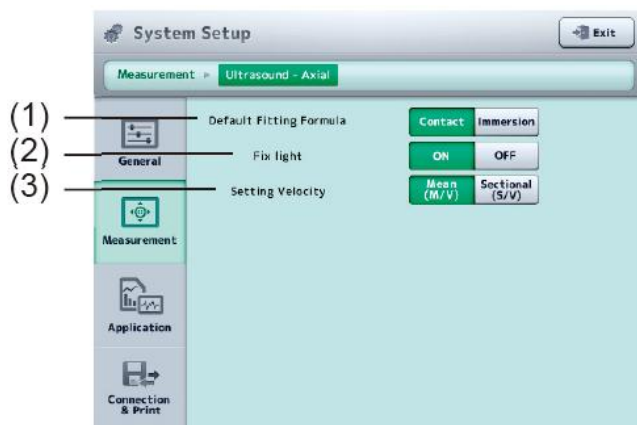 System Setup
Exit
Measurement Ultrasound - Axial
(1) Default Fitting Formula Contact Immersion
(2) Fix light ON OFF
(3) Setting Velocity Mean (M/V) Sectional (S/V)
General
Measurement
Application
Connection
& Print